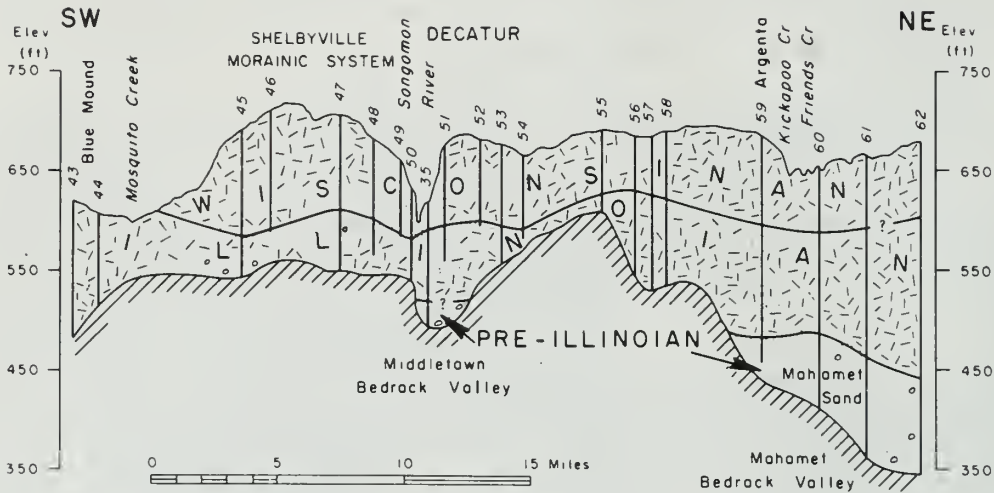 SW
NE
Elev
(ft)
Elev
(ft)
SHELBYVILLE
MORAINIC SYSTEM
Songomon
River
DECATUR
Blue Mound
Mosquito Creek
Argenta
Kickapoo Cr
Friends Cr
750
650
550
450
350
750
650
550
450
350
43
44
45
46
47
48
49
50
35
51
52
53
54
55
56
57
58
59
60
61
62
W I S C O N S I N A N
I L L I N O I A N
?
?
PRE-ILLINOIAN
Middletown
Bedrock Valley
Mahamet
Sand
Mahamet
Bedrock Valley
0 5 10 15 Miles